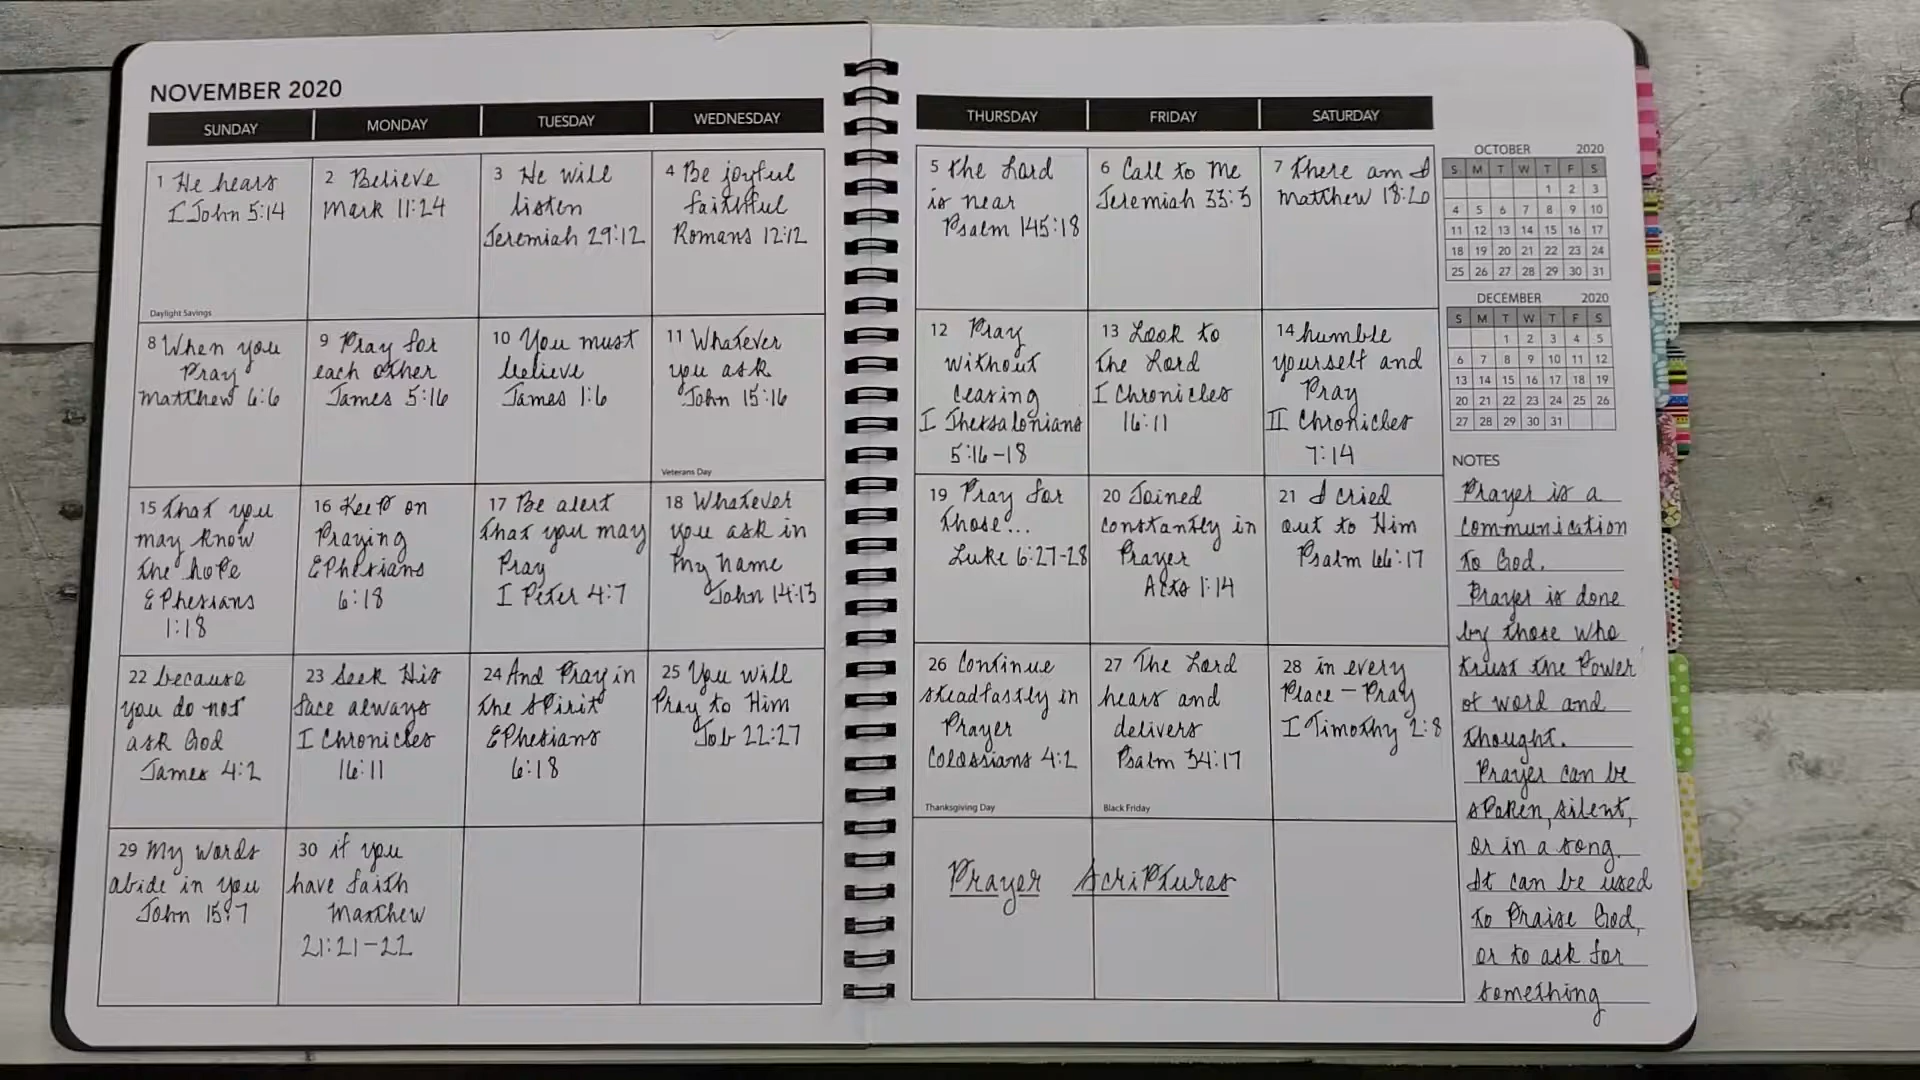 NOVEMBER 2020
SUNDAY MONDAY TUESDAY WEDNESDAY THURSDAY FRIDAY SATURDAY
1 He hears
I John 5:14
Daylight Savings
2 Believe
Mark 11:24
3 He will
listen
Jeremiah 29:12
4 Be joyful
faithful
Romans 12:12
5 the Lord
is near
Psalm 145:18
6 Call to Me
Jeremiah 33:3
7 There am I
Matthew 18:20
8 When you
Pray
Matthew 6:6
9 Pray for
each other
James 5:16
10 You must
believe
James 1:6
11 Whatever
you ask
John 15:16
Veterans Day
12 Pray
without
ceasing
I Thessalonians
5:16-18
13 Look to
the Lord
I Chronicles
16:11
14 humble
yourself and
Pray
II Chronicles
7:14
15 that you
may know
the hope
Ephesians
1:18
16 Keep on
Praying
Ephesians
6:18
17 Be alert
that you may
Pray
I Peter 4:7
18 Whatever
you ask in
My name
John 14:13
19 Pray for
those...
Luke 6:27-28
20 Joined
constantly in
Prayer
Acts 1:14
21 I cried
out to Him
Psalm 66:17
22 because
you do not
ask God
James 4:2
23 Seek His
face always
I Chronicles
16:11
24 And Pray in
the Spirit
Ephesians
6:18
25 You will
Pray to Him
Job 22:27
26 Continue
steadfastly in
Prayer
Colossians 4:2
Thanksgiving Day
27 The Lord
hears and
delivers
Psalm 34:17
Black Friday
28 in every
Place - Pray
I Timothy 2:8
29 My words
abide in you
John 15:7
30 if you
have faith
Matthew
21:21-22
Prayer Scriptures
OCTOBER 2020
S M T W T F S
1 2 3
4 5 6 7 8 9 10
11 12 13 14 15 16 17
18 19 20 21 22 23 24
25 26 27 28 29 30 31
DECEMBER 2020
S M T W T F S
1 2 3 4 5
6 7 8 9 10 11 12
13 14 15 16 17 18 19
20 21 22 23 24 25 26
27 28 29 30 31
NOTES
Prayer is a
communication
to God.
Prayer is done
by those who
trust the Power
of word and
thought.
Prayer can be
spoken, silent,
or in a song.
It can be used
to Praise God,
or to ask for
something